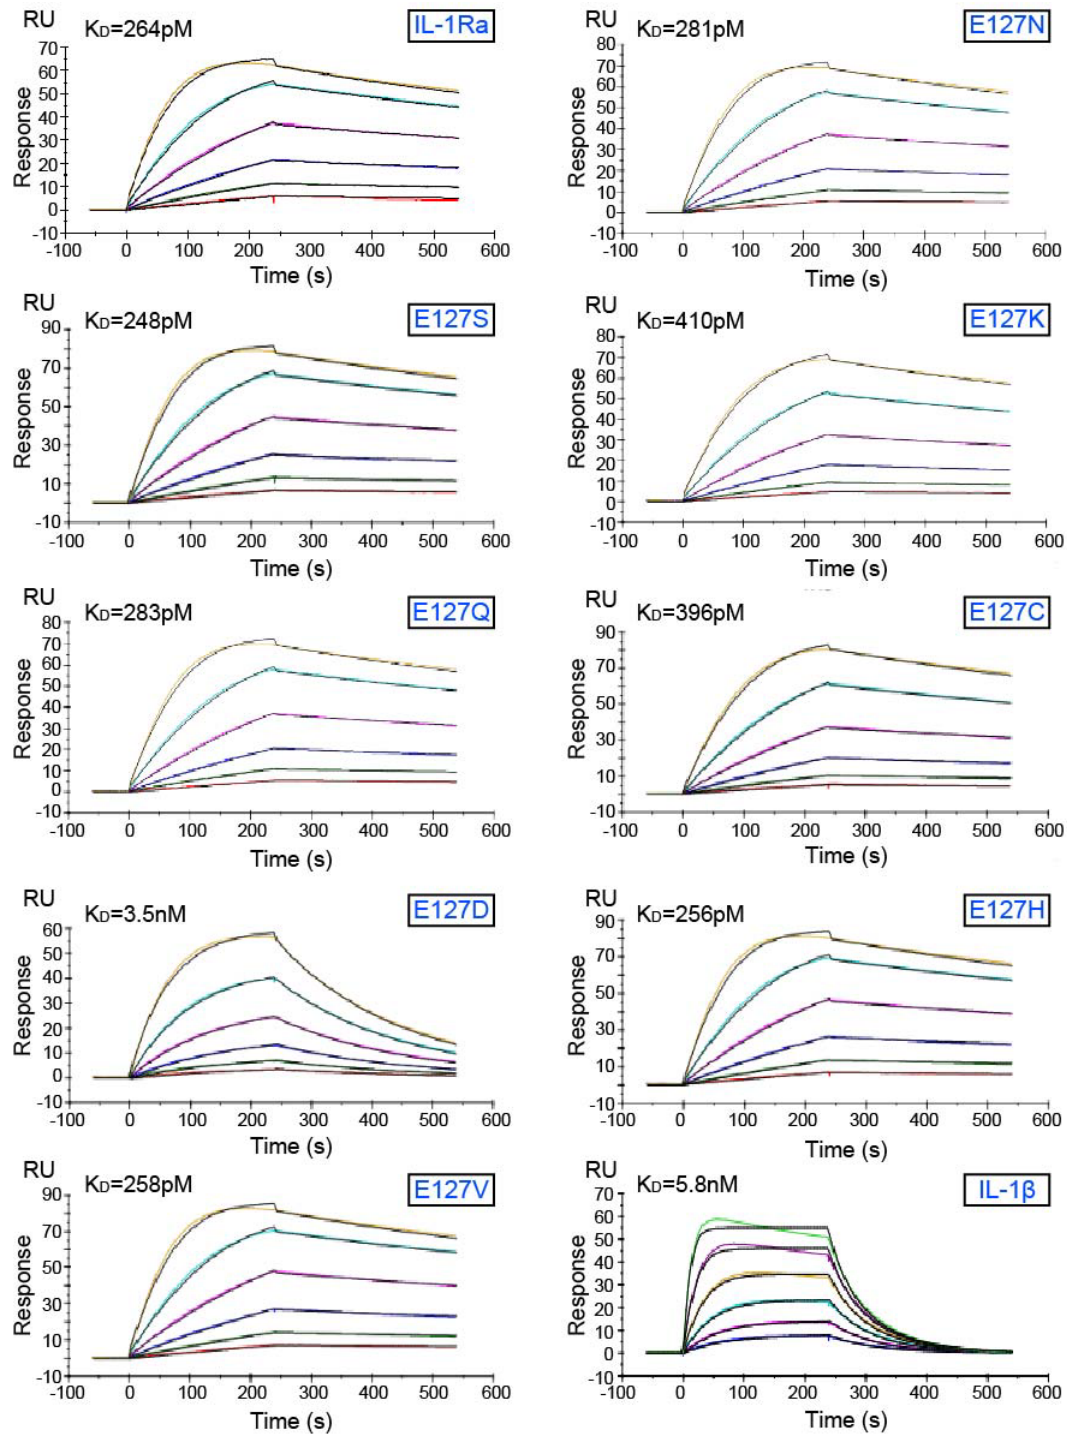 RU KD=264pM IL-1Ra
70
60
50
40
30
20
10
0
-10
Response
-100 0 100 200 300 400 500 600
Time (s)
E127N
KD=281pM
80
70
60
50
40
30
20
10
0
-10
Response
-100 0 100 200 300 400 500 600
Time (s)
RU
KD=248pM E127S
90
70
50
30
10
-10
Response
-100 0 100 200 300 400 500 600
Time (s)
RU
KD=410pM E127K
80
70
60
50
40
30
20
10
0
-10
Response
-100 0 100 200 300 400 500 600
Time (s)
RU
KD=283pM E127Q
80
70
60
50
40
30
20
10
0
-10
Response
-100 0 100 200 300 400 500 600
Time (s)
RU
KD=396pM E127C
90
70
50
30
10
-10
Response
-100 0 100 200 300 400 500 600
Time (s)
RU
KD=3.5nM E127D
60
50
40
30
20
10
0
-10
Response
-100 0 100 200 300 400 500 600
Time (s)
RU
KD=256pM E127H
90
70
50
30
10
-10
Response
-100 0 100 200 300 400 500 600
Time (s)
RU
KD=258pM E127V
90
70
50
30
10
-10
Response
-100 0 100 200 300 400 500 600
Time (s)
RU
KD=5.8nM IL-1β
70
60
50
40
30
20
10
0
-10
Response
-100 0 100 200 300 400 500 600
Time (s)